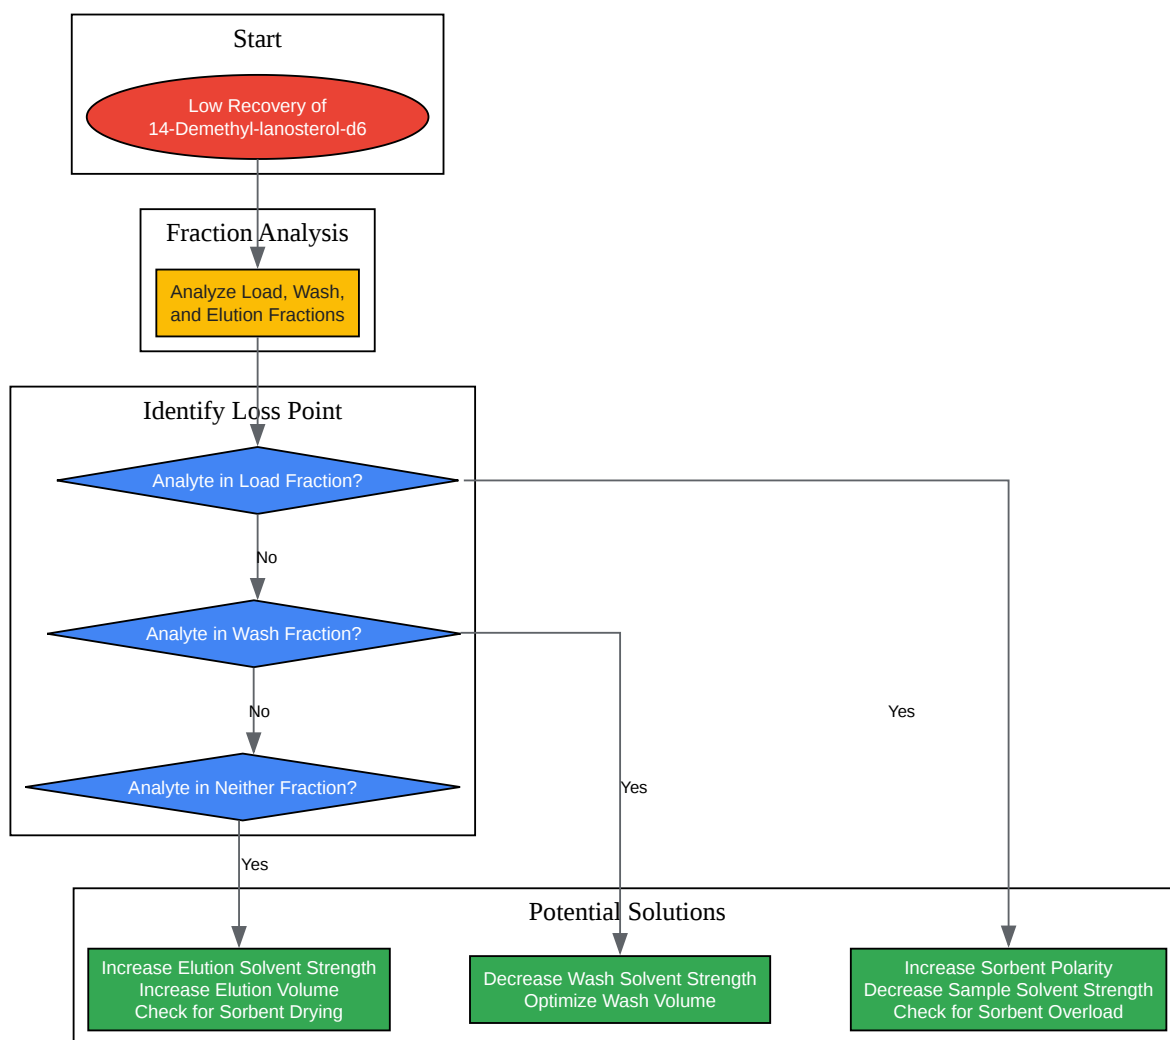 Start
Low Recovery of
14-Demethyl-lanosterol-d6
Fraction Analysis
Analyze Load, Wash,
and Elution Fractions
Identify Loss Point
Analyte in Load Fraction?
No
Analyte in Wash Fraction?
No
Yes
Analyte in Neither Fraction?
Yes
Yes
Potential Solutions
Increase Elution Solvent Strength
Increase Elution Volume
Check for Sorbent Drying
Decrease Wash Solvent Strength
Optimize Wash Volume
Increase Sorbent Polarity
Decrease Sample Solvent Strength
Check for Sorbent Overload